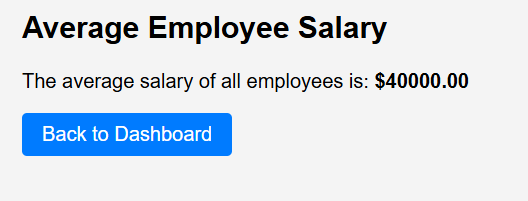 Average Employee Salary
The average salary of all employees is: $40000.00
Back to Dashboard